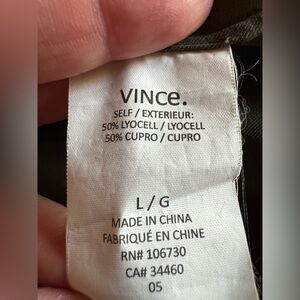 VINCe.
SELF / EXTERIEUR:
50% LYOCELL / LYOCELL
50% CUPRO / CUPRO
L / G
MADE IN CHINA
FABRIQUÉ EN CHINE
RN# 106730
CA# 34460
05